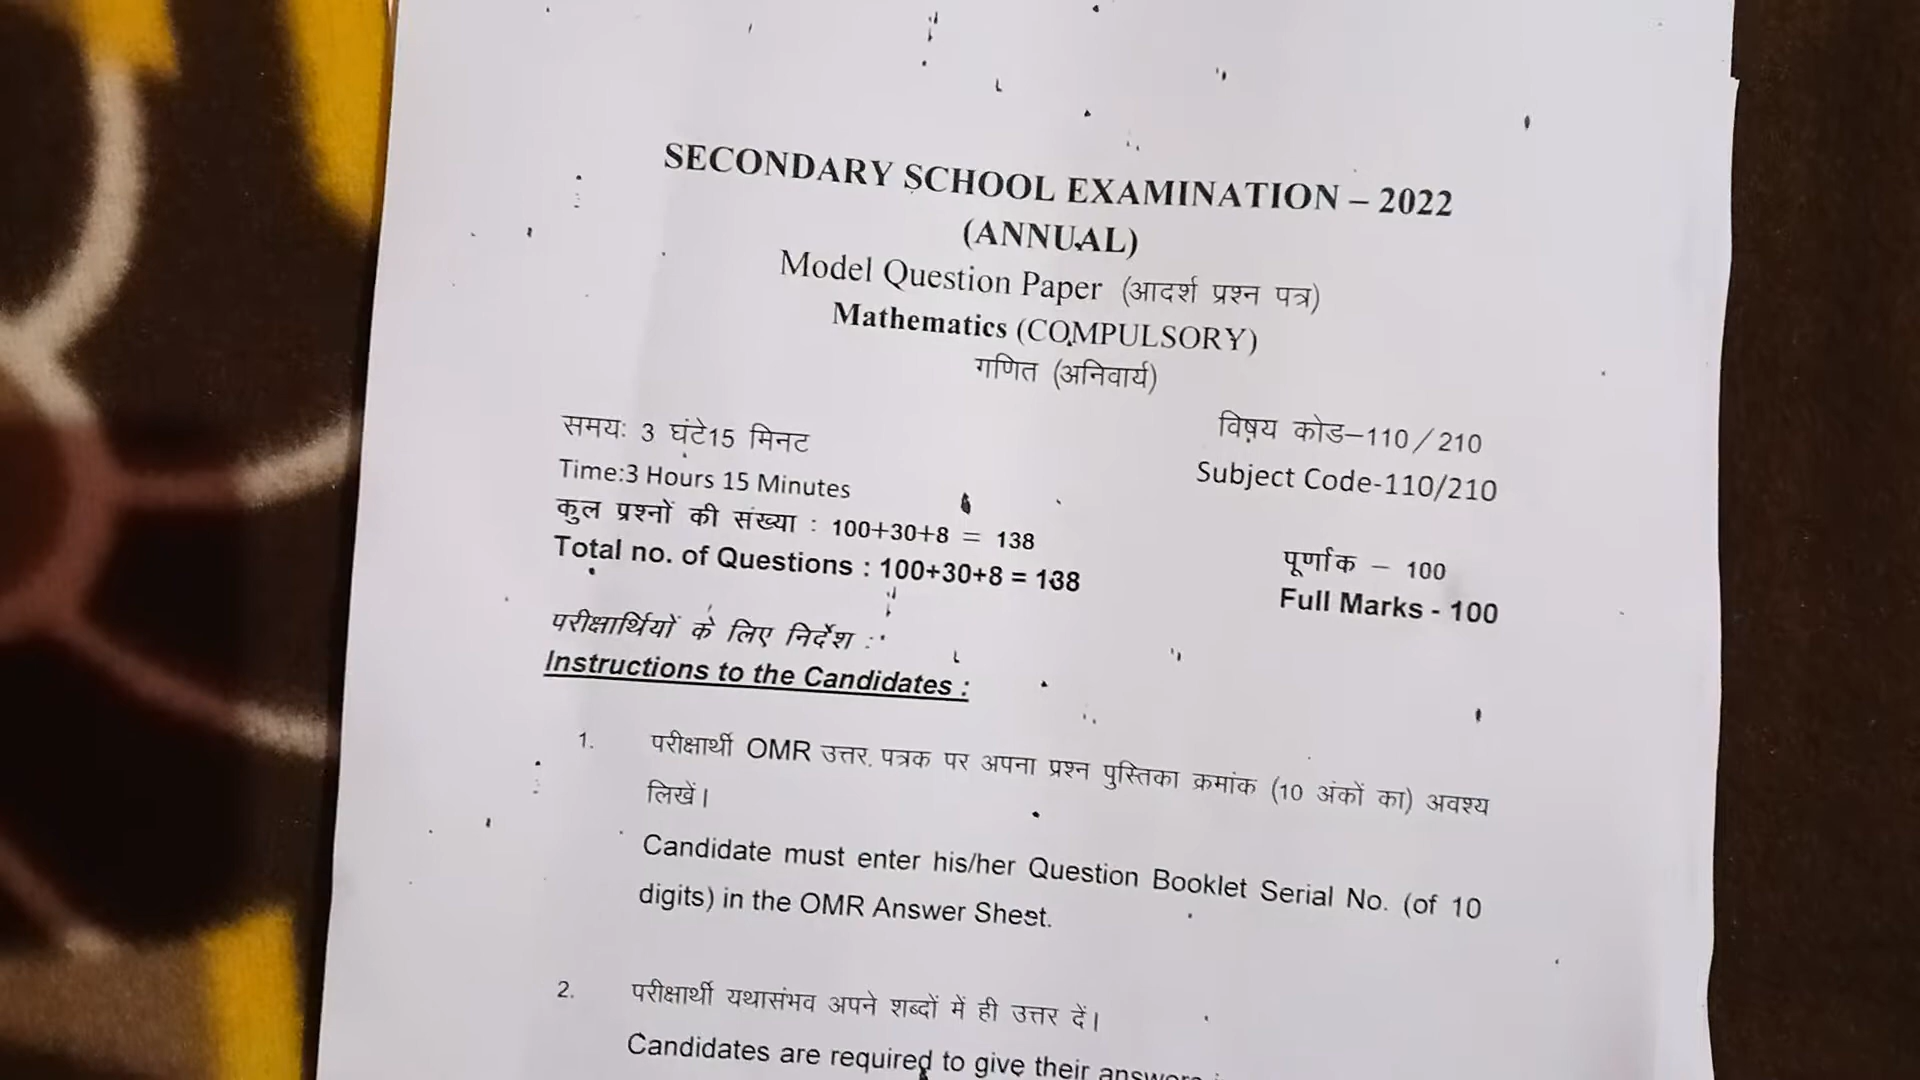 SECONDARY SCHOOL EXAMINATION – 2022
(ANNUAL)
Model Question Paper (आदर्श प्रश्न पत्र)
Mathematics (COMPULSORY)
गणित (अनिवार्य)
समयः 3 घंटे15 मिनट
विषय कोड–110/210
Time:3 Hours 15 Minutes
Subject Code-110/210
कुल प्रश्नों की संख्या : 100+30+8 = 138
पूर्णांक – 100
Total no. of Questions : 100+30+8 = 138
Full Marks - 100
परीक्षार्थियों के लिए निर्देश :
Instructions to the Candidates :
1. परीक्षार्थी OMR उत्तर पत्रक पर अपना प्रश्न पुस्तिका क्रमांक (10 अंकों का) अवश्य
लिखें।
Candidate must enter his/her Question Booklet Serial No. (of 10
digits) in the OMR Answer Sheet.
2. परीक्षार्थी यथासंभव अपने शब्दों में ही उत्तर दें।
Candidates are required to give their answers